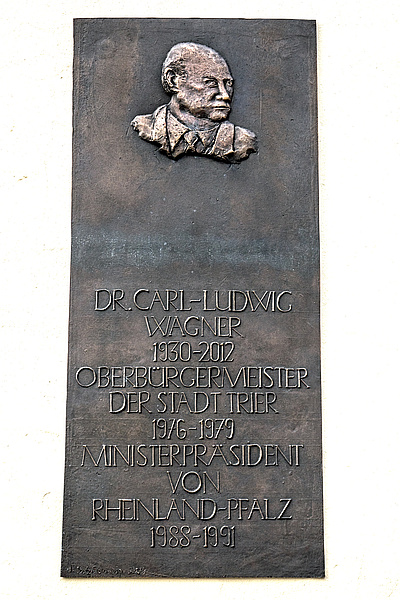 DR. CARL-LUDWIG
WAGNER
1930-2012
OBERBÜRGERMEISTER
DER STADT TRIER
1976-1979
MINISTERPRÄSIDENT
VON
RHEINLAND-PFALZ
1988-1991